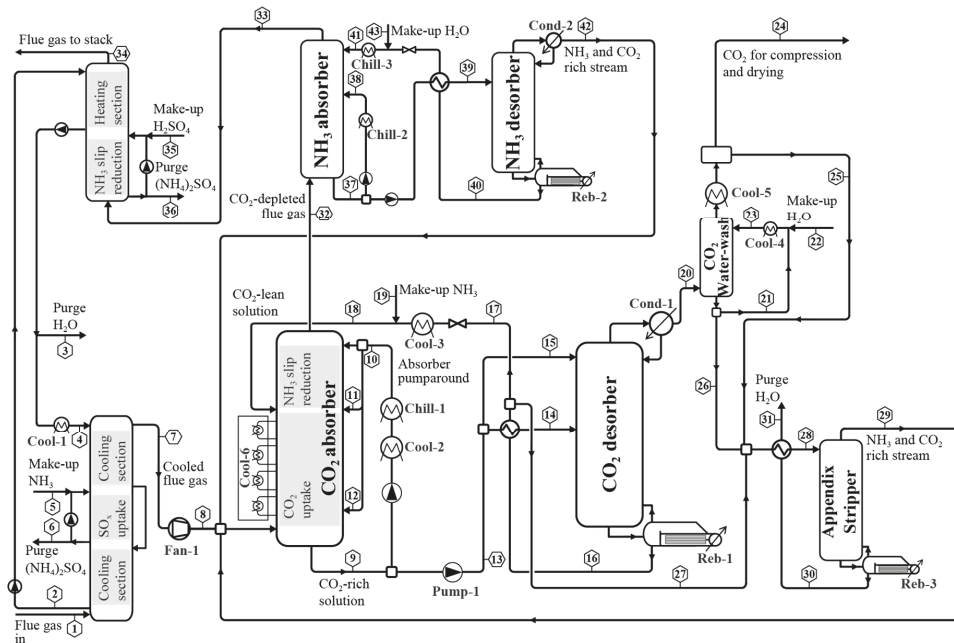 33
41
43
Make-up H₂O
Cond-2
42
24
Flue gas to stack
34
Chill-3
39
NH₃ and CO₂
rich stream
CO₂ for compression
and drying
38
Heating
section
Make-up
H₂SO₄
35
NH₃ slip
reduction
Purge
(NH₄)₂SO₄
36
NH₃ absorber
Chill-2
37
NH₃ desorber
40
Reb-2
25
Cool-5
23
Make-up
H₂O
Cool-4
22
CO₂
Water-wash
CO₂-depleted
flue gas
32
20
21
Purge
H₂O
3
CO₂-lean
solution
18
19
Make-up NH₃
17
Cool-3
Cond-1
10
Absorber
pumparound
15
26
Purge
H₂O
31
NH₃ slip
reduction
CO₂ absorber
CO₂
uptake
11
12
Chill-1
Cool-2
14
CO₂ desorber
28
29
NH₃ and CO₂
rich stream
Cool-1
4
7
Cooled
flue gas
Cool-6
Make-up
NH₃
5
6
Purge
(NH₄)₂SO₄
Cooling
section
SOₓ
uptake
Cooling
section
8
Fan-1
9
CO₂-rich
solution
Pump-1
13
16
Reb-1
27
Appendix
Stripper
30
Reb-3
2
Flue gas
in
1